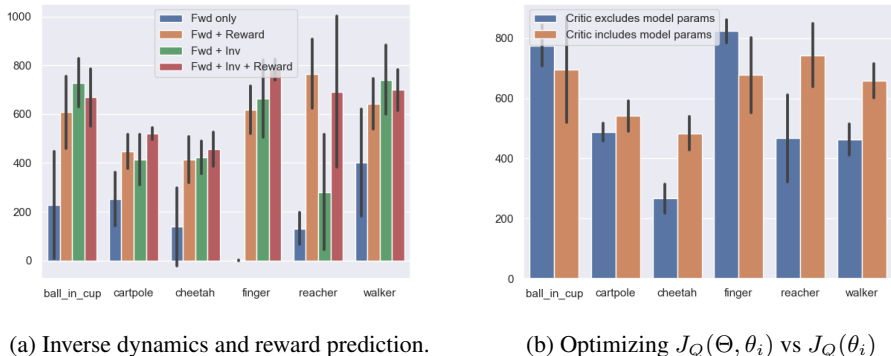 1000
800
600
400
200
0
Fwd only
Fwd + Reward
Fwd + Inv
Fwd + Inv + Reward
ball_in_cup cartpole cheetah finger reacher walker
(a) Inverse dynamics and reward prediction.
800
600
400
200
0
Critic excludes model params
Critic includes model params
ball_in_cup cartpole cheetah finger reacher walker
(b) Optimizing J_Q(Θ, θ_i) vs J_Q(θ_i)